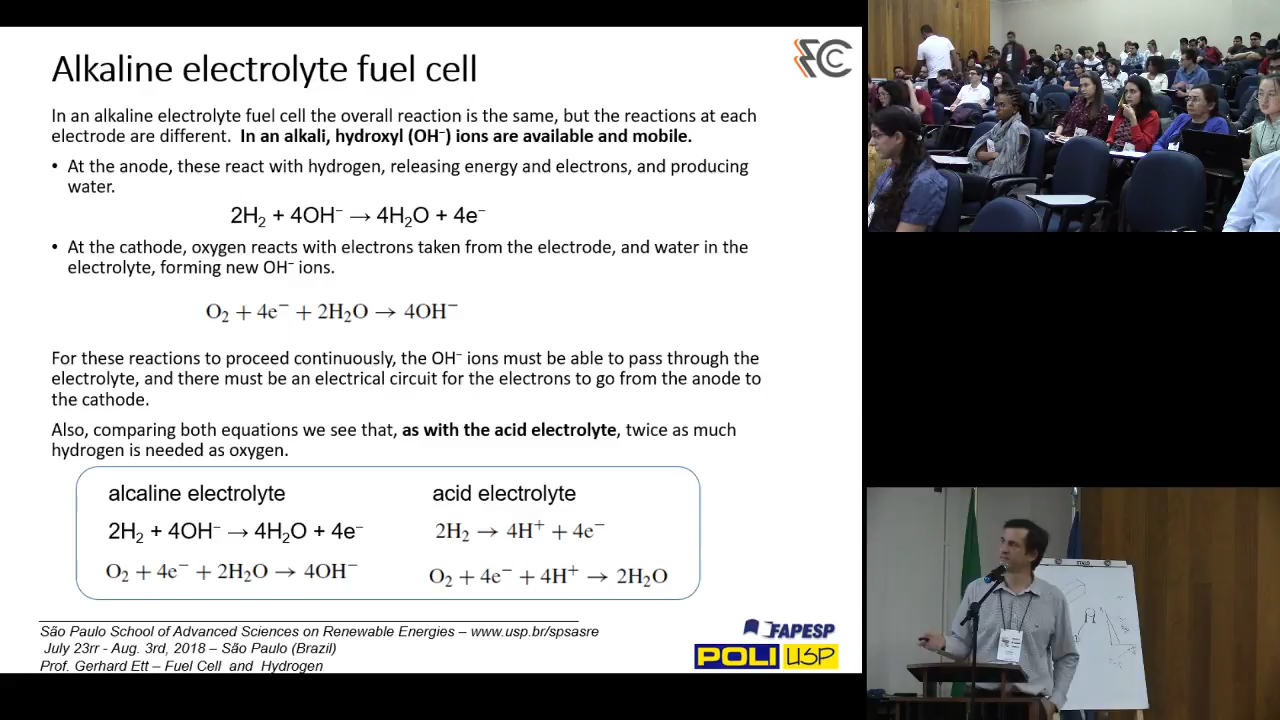 Alkaline electrolyte fuel cell
FC
In an alkaline electrolyte fuel cell the overall reaction is the same, but the reactions at each
electrode are different. In an alkali, hydroxyl (OH⁻) ions are available and mobile.
• At the anode, these react with hydrogen, releasing energy and electrons, and producing
water.
2H₂ + 4OH⁻ → 4H₂O + 4e⁻
• At the cathode, oxygen reacts with electrons taken from the electrode, and water in the
electrolyte, forming new OH⁻ ions.
O₂ + 4e⁻ + 2H₂O → 4OH⁻
For these reactions to proceed continuously, the OH⁻ ions must be able to pass through the
electrolyte, and there must be an electrical circuit for the electrons to go from the anode to
the cathode.
Also, comparing both equations we see that, as with the acid electrolyte, twice as much
hydrogen is needed as oxygen.
alcaline electrolyte
2H₂ + 4OH⁻ → 4H₂O + 4e⁻
O₂ + 4e⁻ + 2H₂O → 4OH⁻
acid electrolyte
2H₂ → 4H⁺ + 4e⁻
O₂ + 4e⁻ + 4H⁺ → 2H₂O
São Paulo School of Advanced Sciences on Renewable Energies – www.usp.br/spsasre
July 23rr - Aug. 3rd, 2018 – São Paulo (Brazil)
Prof. Gerhard Ett – Fuel Cell and Hydrogen
FAPESP
POLI USP